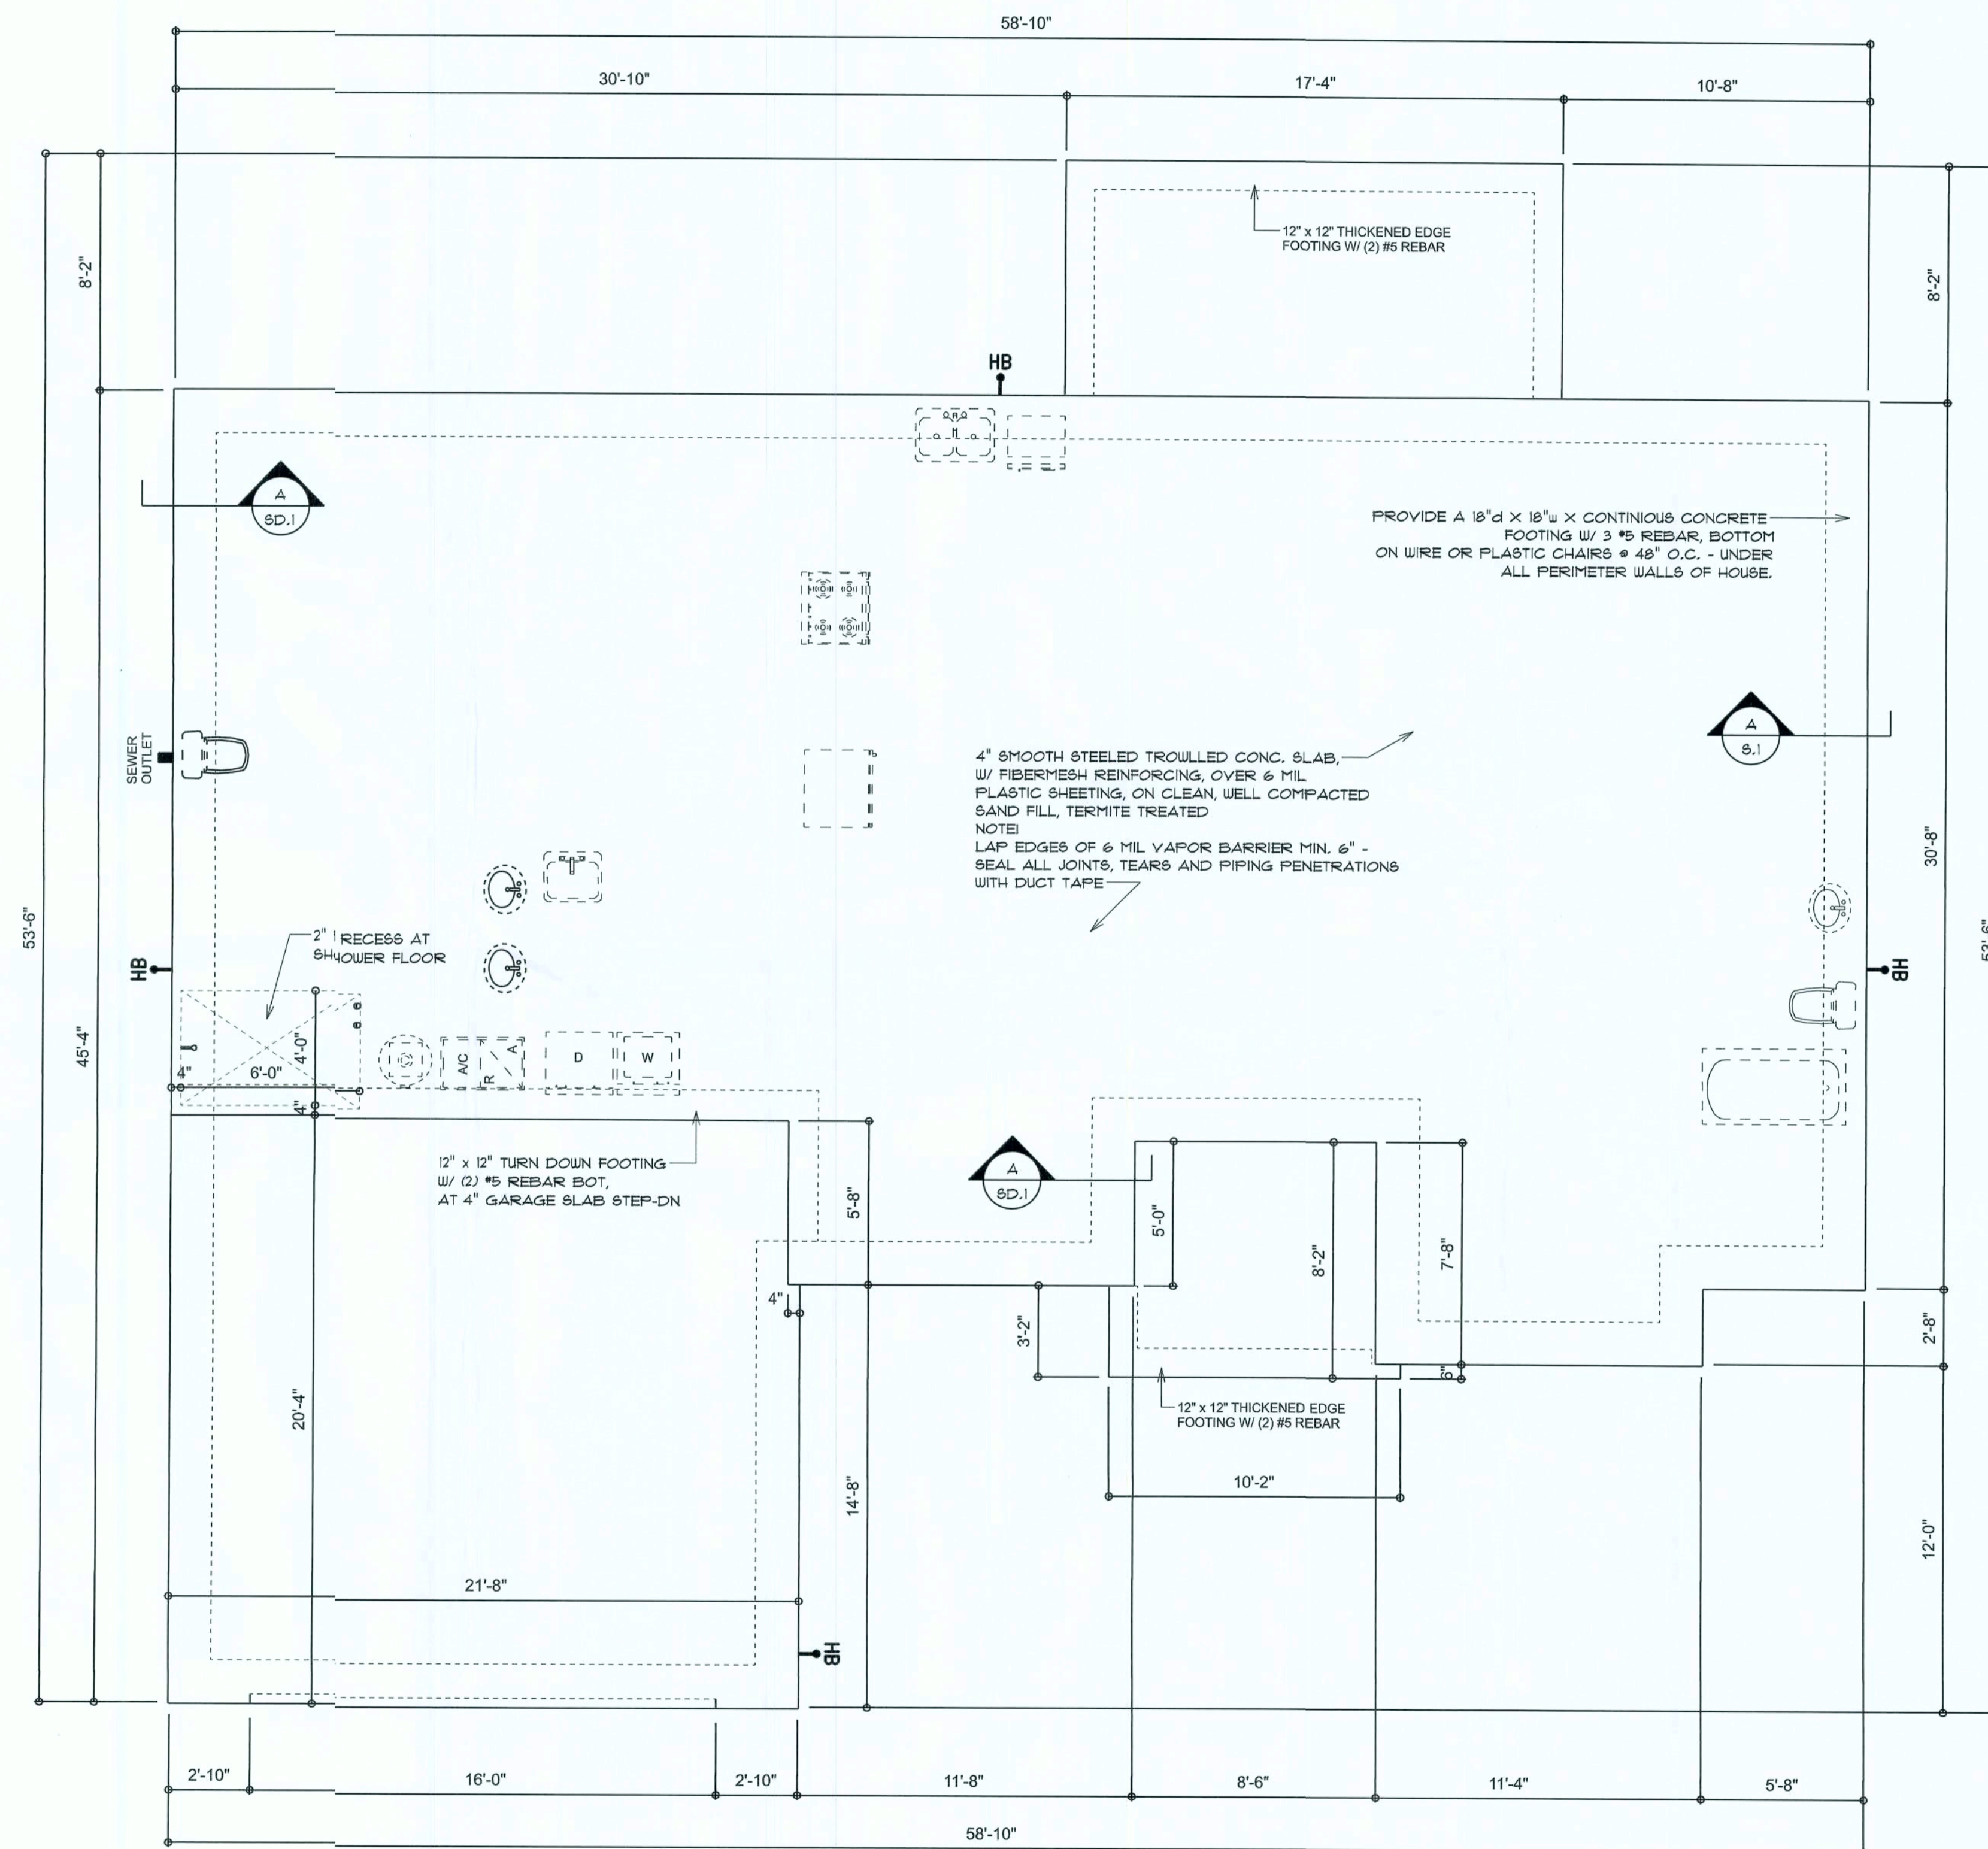 58'-10"
30'-10"
17'-4"
10'-8"
8'-2"
8'-2"
12" x 12" THICKENED EDGE
FOOTING W/ (2) #5 REBAR
HB
A
SD.1
PROVIDE A 18"d X 18"w X CONTINIOUS CONCRETE
FOOTING W/ 3 #5 REBAR, BOTTOM
ON WIRE OR PLASTIC CHAIRS @ 48" O.C. - UNDER
ALL PERIMETER WALLS OF HOUSE.
SEWER
OUTLET
A
S.1
4" SMOOTH STEELED TROWLLED CONC. SLAB,
W/ FIBERMESH REINFORCING, OVER 6 MIL
PLASTIC SHEETING, ON CLEAN, WELL COMPACTED
SAND FILL, TERMITE TREATED
NOTE!
LAP EDGES OF 6 MIL VAPOR BARRIER MIN. 6" -
SEAL ALL JOINTS, TEARS AND PIPING PENETRATIONS
WITH DUCT TAPE
30'-8"
53'-6"
53'-6"
2" RECESS AT
SHOWER FLOOR
HB
HB
45'-4"
4'-0"
4"
6'-0"
4"
A/C
R
A
D
W
12" x 12" TURN DOWN FOOTING
W/ (2) #5 REBAR BOT,
AT 4" GARAGE SLAB STEP-DN
A
SD.1
5'-8"
5'-0"
8'-2"
7'-8"
4"
3'-2"
2'-8"
6"
12" x 12" THICKENED EDGE
FOOTING W/ (2) #5 REBAR
20'-4"
14'-8"
10'-2"
12'-0"
21'-8"
HB
2'-10"
16'-0"
2'-10"
11'-8"
8'-6"
11'-4"
5'-8"
58'-10"